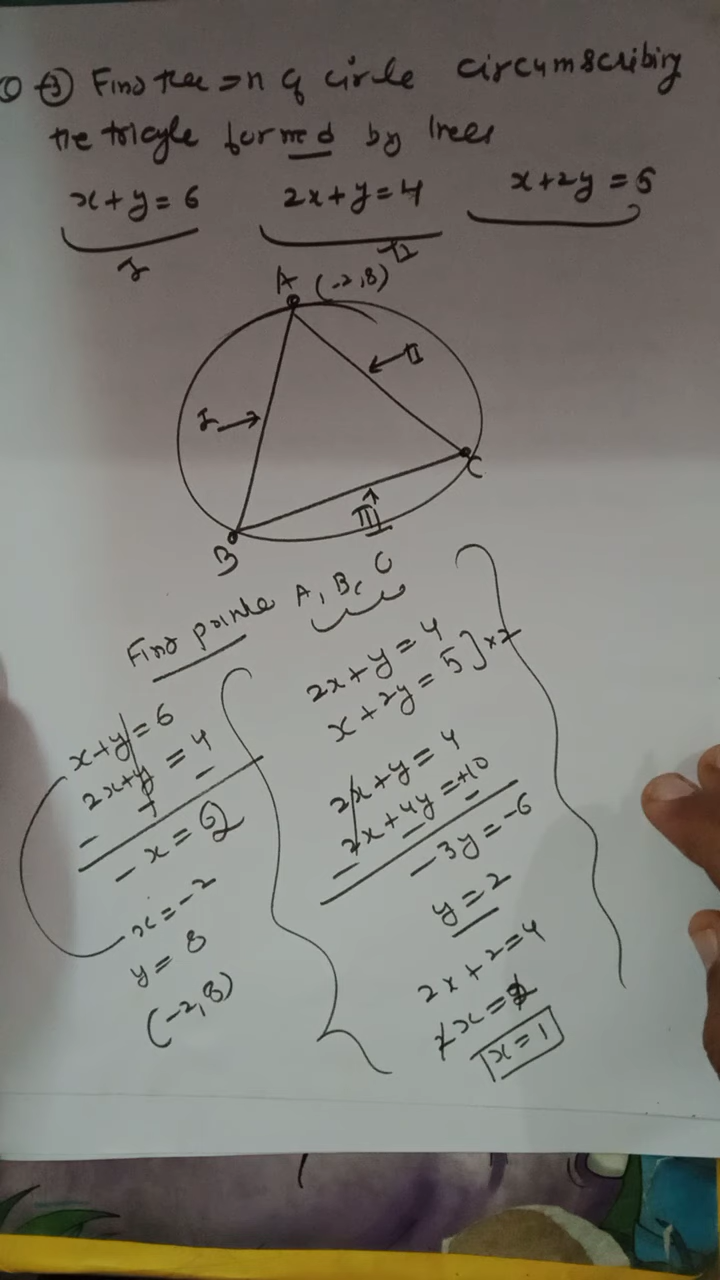 Find the =n of circle circumscribing
the triangle formed by lines
x+y=6 2x+y=4 x+2y=5
I II
A (-2,8)
I → ← II
C
III
B
Find points A, B, C
x+y=6
2x+y=4
- - -
-x=2
x=-2
y=8
(-2,8)
2x+y=4
x+2y=5]×2
2x+y=4
2x+4y=+10
- - -
-3y=-6
y=2
2x+2=4
2x=2
x=1